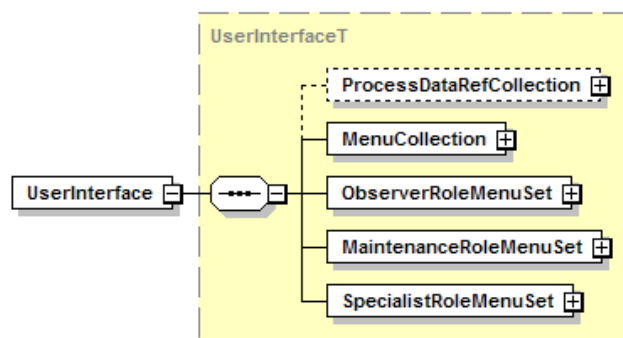 UserInterfaceT
ProcessDataRefCollection
MenuCollection
UserInterface
ObserverRoleMenuSet
MaintenanceRoleMenuSet
SpecialistRoleMenuSet